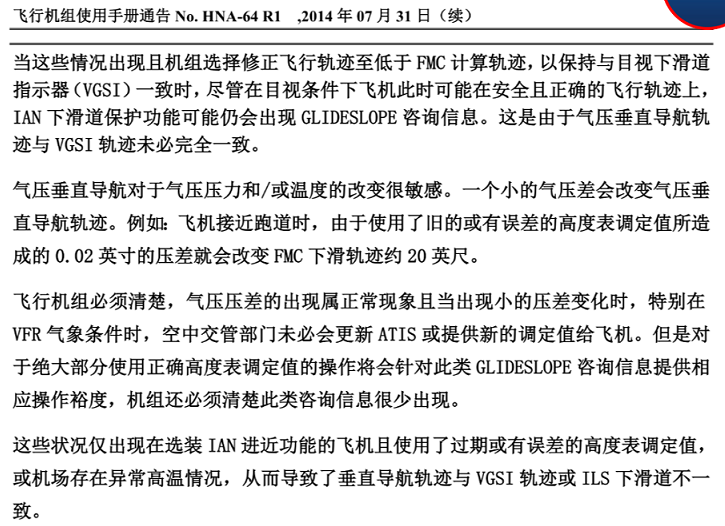 飞行机组使用手册通告 No. HNA-64 R1 ,2014 年 07 月 31 日（续）
当这些情况出现且机组选择修正飞行轨迹至低于 FMC 计算轨迹，以保持与目视下滑道
指示器（VGSI）一致时，尽管在目视条件下飞机此时可能在安全且正确的飞行轨迹上，
IAN 下滑道保护功能可能仍会出现 GLIDESLOPE 咨询信息。这是由于气压垂直导航轨
迹与 VGSI 轨迹未必完全一致。
气压垂直导航对于气压压力和/或温度的改变很敏感。一个小的气压差会改变气压垂
直导航轨迹。例如：飞机接近跑道时，由于使用了旧的或有误差的高度表调定值所造
成的 0.02 英寸的压差就会改变 FMC 下滑轨迹约 20 英尺。
飞行机组必须清楚，气压压差的出现属正常现象且当出现小的压差变化时，特别在
VFR 气象条件时，空中交管部门未必会更新 ATIS 或提供新的调定值给飞机。但是对
于绝大部分使用正确高度表调定值的操作将会针对此类 GLIDESLOPE 咨询信息提供相
应操作裕度，机组还必须清楚此类咨询信息很少出现。
这些状况仅出现在选装 IAN 进近功能的飞机且使用了过期或有误差的高度表调定值，
或机场存在异常高温情况，从而导致了垂直导航轨迹与 VGSI 轨迹或 ILS 下滑道不一
致。